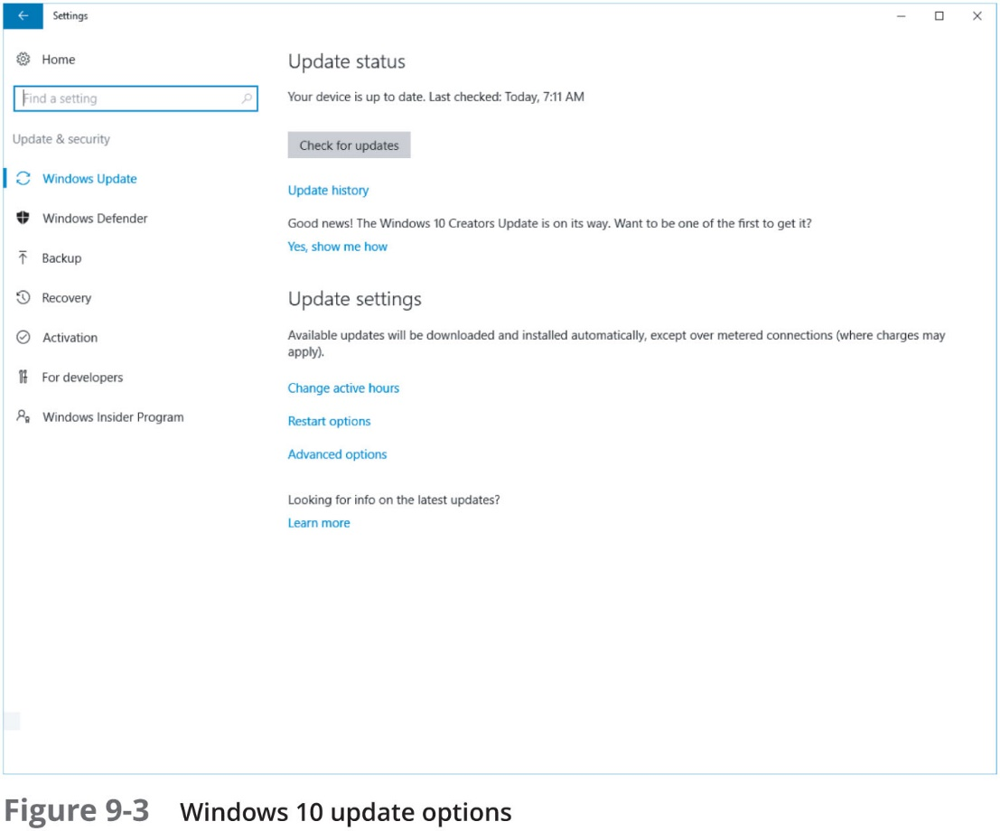 Settings
Home
Find a setting
Update & security
Windows Update
Windows Defender
Backup
Recovery
Activation
For developers
Windows Insider Program
Update status
Your device is up to date. Last checked: Today, 7:11 AM
Check for updates
Update history
Good news! The Windows 10 Creators Update is on its way. Want to be one of the first to get it?
Yes, show me how
Update settings
Available updates will be downloaded and installed automatically, except over metered connections (where charges may
apply).
Change active hours
Restart options
Advanced options
Looking for info on the latest updates?
Learn more
Figure 9-3 Windows 10 update options